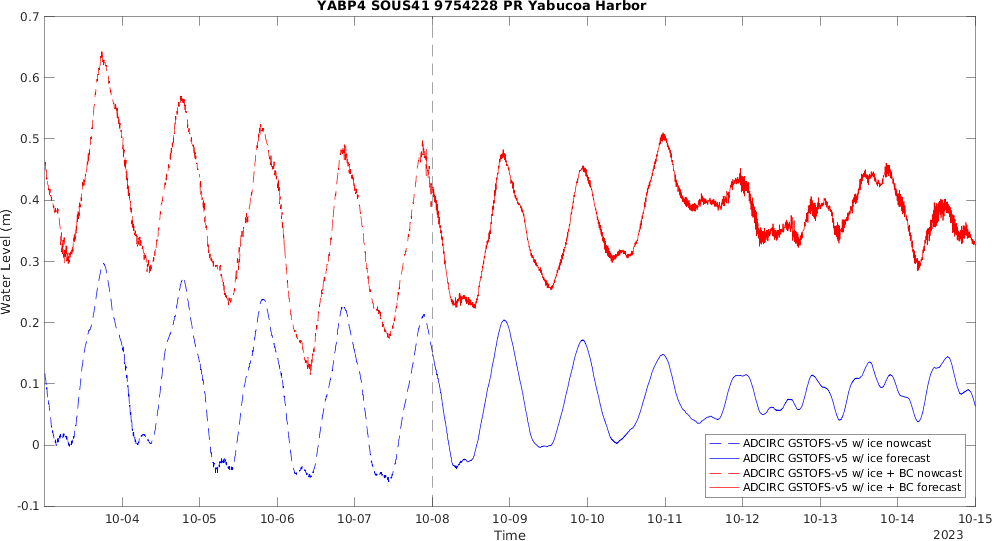 YABP4 SOUS41 9754228 PR Yabucoa Harbor
0.7
0.6
0.5
0.4
0.3
0.2
0.1
0
-0.1
Water Level (m)
10-04 10-05 10-06 10-07 10-08 10-09 10-10 10-11 10-12 10-13 10-14 10-15
Time
2023
ADCIRC GSTOFS-v5 w/ ice nowcast
ADCIRC GSTOFS-v5 w/ ice forecast
ADCIRC GSTOFS-v5 w/ ice + BC nowcast
ADCIRC GSTOFS-v5 w/ ice + BC forecast